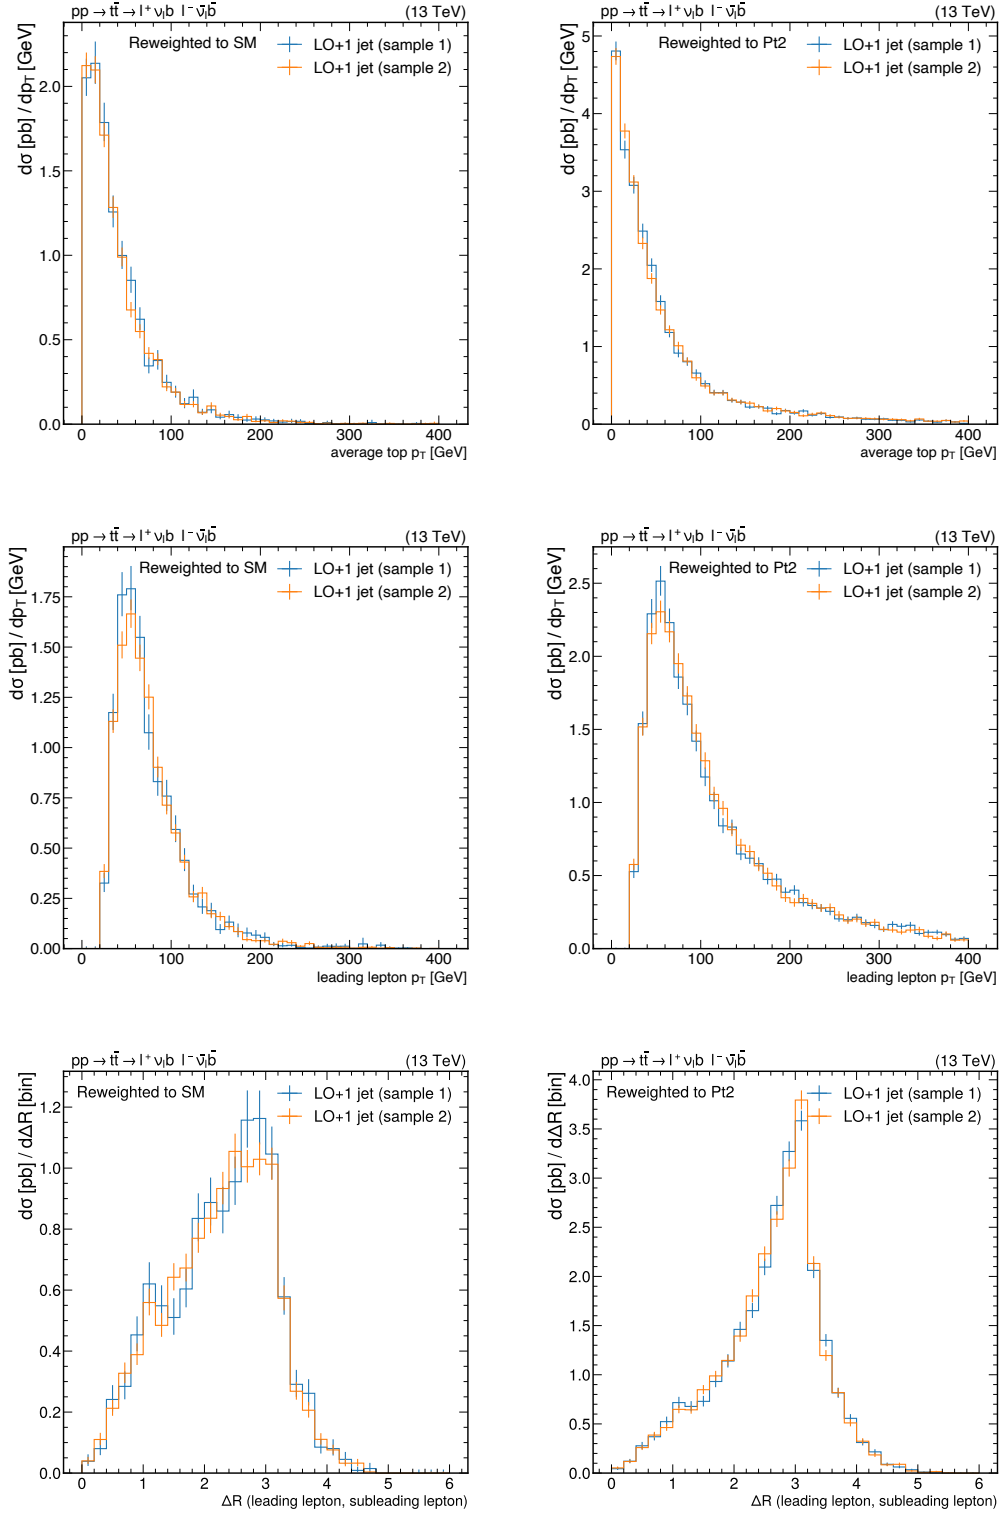 pp → tt̄ → l⁺ νₗb l⁻ ν̄ₗb̄ (13 TeV)
Reweighted to SM
LO+1 jet (sample 1)
LO+1 jet (sample 2)
dσ [pb] / dp_T [GeV]
2.0
1.5
1.0
0.5
0.0
0 100 200 300 400
average top p_T [GeV]
pp → tt̄ → l⁺ νₗb l⁻ ν̄ₗb̄ (13 TeV)
Reweighted to Pt2
LO+1 jet (sample 1)
LO+1 jet (sample 2)
dσ [pb] / dp_T [GeV]
5
4
3
2
1
0
0 100 200 300 400
average top p_T [GeV]
pp → tt̄ → l⁺ νₗb l⁻ ν̄ₗb̄ (13 TeV)
Reweighted to SM
LO+1 jet (sample 1)
LO+1 jet (sample 2)
dσ [pb] / dp_T [GeV]
1.75
1.50
1.25
1.00
0.75
0.50
0.25
0.00
0 100 200 300 400
leading lepton p_T [GeV]
pp → tt̄ → l⁺ νₗb l⁻ ν̄ₗb̄ (13 TeV)
Reweighted to Pt2
LO+1 jet (sample 1)
LO+1 jet (sample 2)
dσ [pb] / dp_T [GeV]
2.5
2.0
1.5
1.0
0.5
0.0
0 100 200 300 400
leading lepton p_T [GeV]
pp → tt̄ → l⁺ νₗb l⁻ ν̄ₗb̄ (13 TeV)
Reweighted to SM
LO+1 jet (sample 1)
LO+1 jet (sample 2)
dσ [pb] / dΔR [bin]
1.2
1.0
0.8
0.6
0.4
0.2
0.0
0 1 2 3 4 5 6
ΔR (leading lepton, subleading lepton)
pp → tt̄ → l⁺ νₗb l⁻ ν̄ₗb̄ (13 TeV)
Reweighted to Pt2
LO+1 jet (sample 1)
LO+1 jet (sample 2)
dσ [pb] / dΔR [bin]
4.0
3.5
3.0
2.5
2.0
1.5
1.0
0.5
0.0
0 1 2 3 4 5 6
ΔR (leading lepton, subleading lepton)